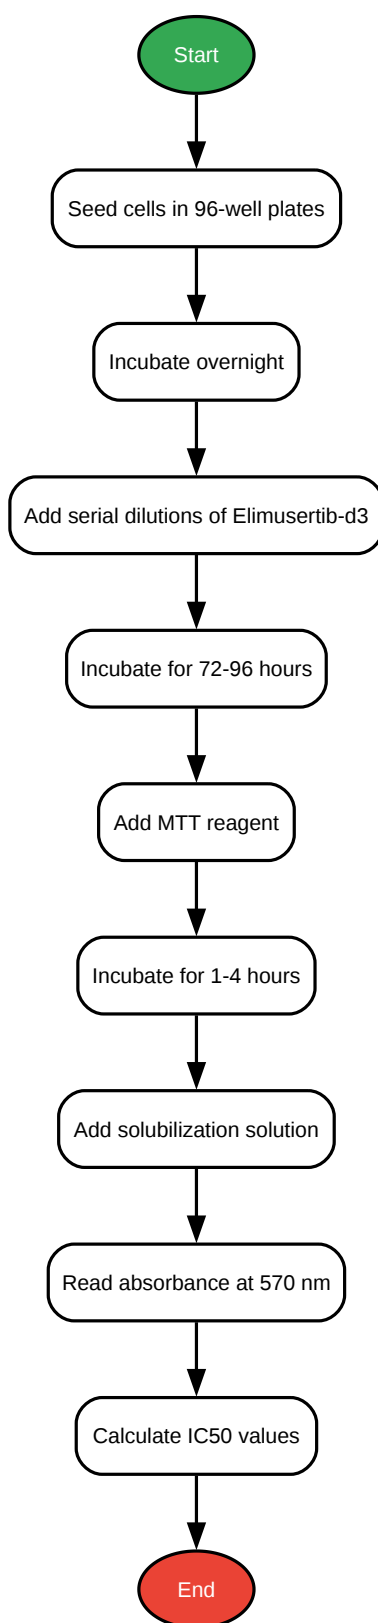 Start
Seed cells in 96-well plates
Incubate overnight
Add serial dilutions of Elimusertib-d3
Incubate for 72-96 hours
Add MTT reagent
Incubate for 1-4 hours
Add solubilization solution
Read absorbance at 570 nm
Calculate IC50 values
End